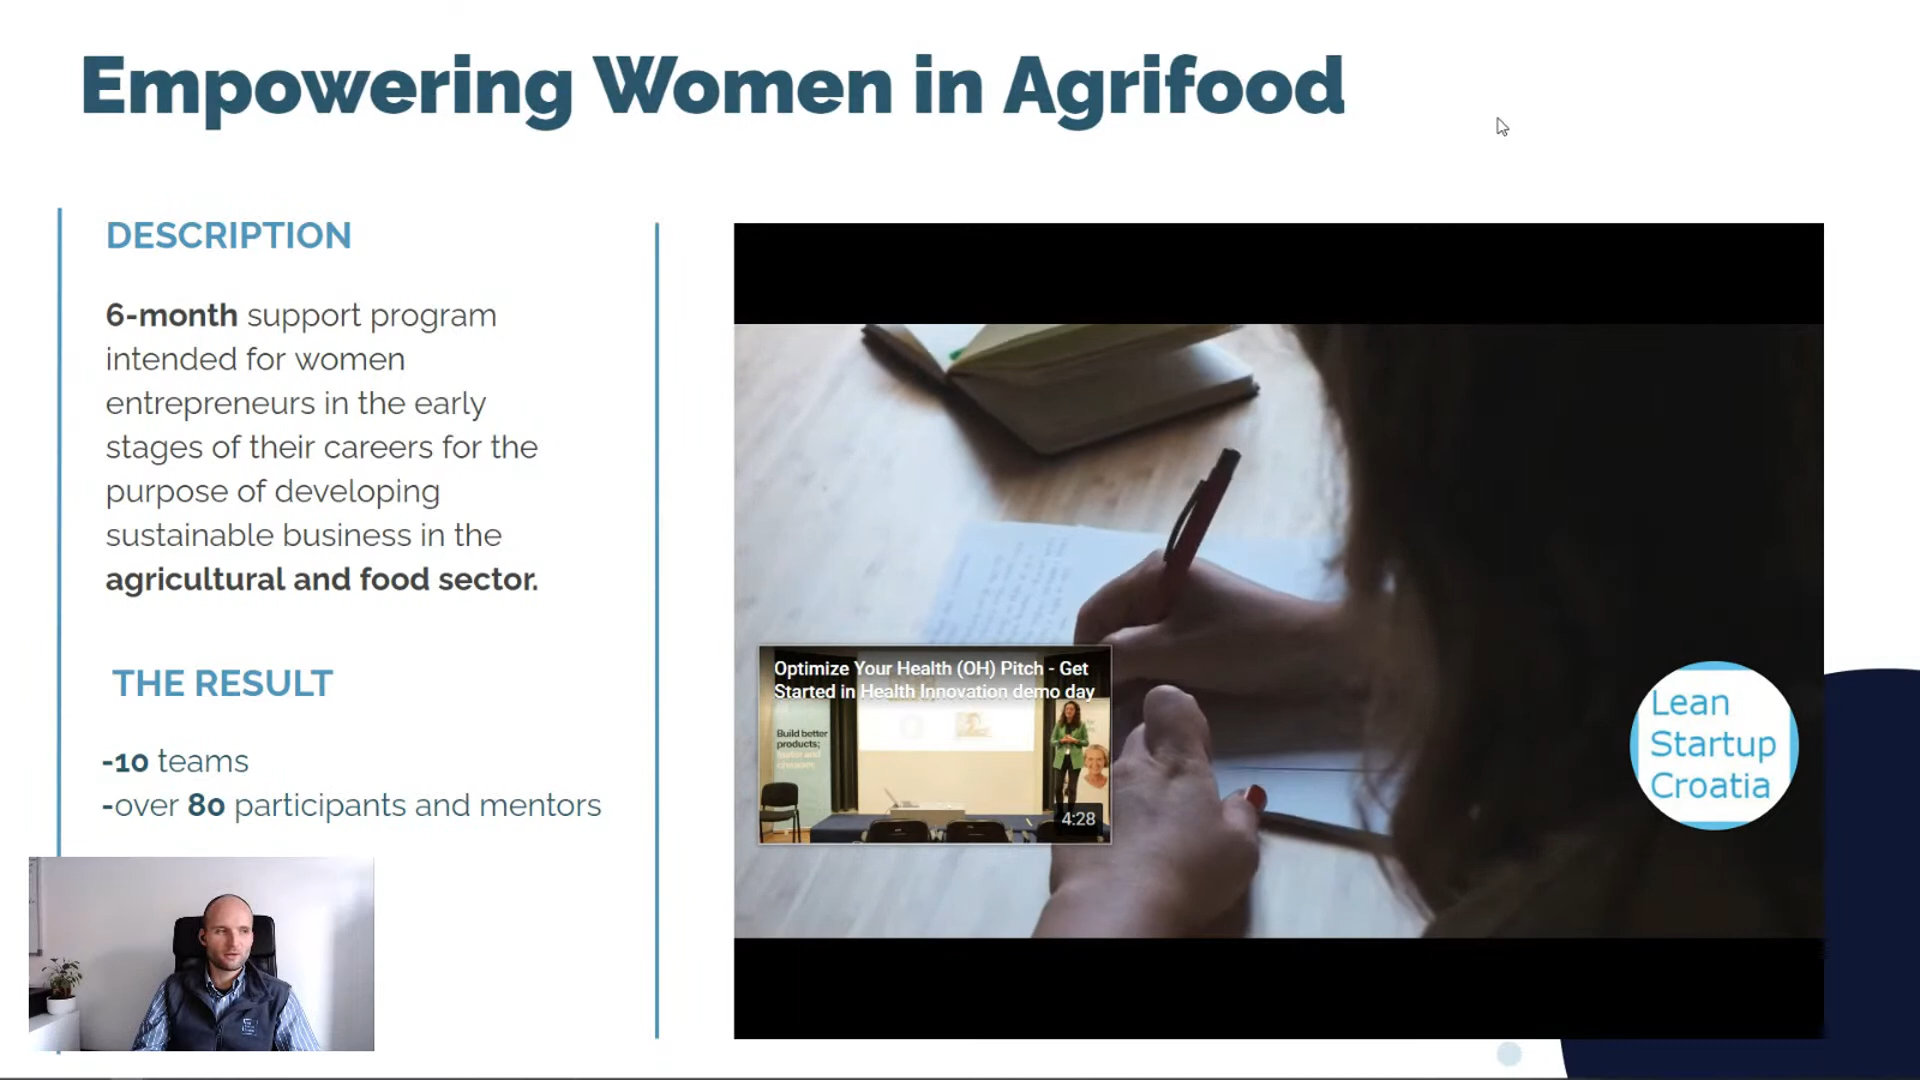 Empowering Women in Agrifood
DESCRIPTION
6-month support program
intended for women
entrepreneurs in the early
stages of their careers for the
purpose of developing
sustainable business in the
agricultural and food sector.
THE RESULT
-10 teams
-over 80 participants and mentors
Optimize Your Health (OH) Pitch - Get
Started in Health Innovation demo day
Build better
products;
faster and
cheaper.
4:28
Lean
Startup
Croatia